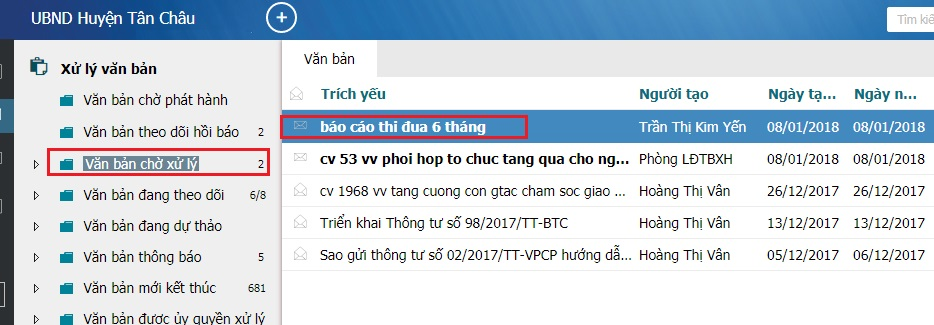 UBND Huyện Tân Châu
Tìm kiế
Xử lý văn bản
Văn bản chờ phát hành
Văn bản theo dõi hồi báo 2
Văn bản chờ xử lý 2
Văn bản đang theo dõi 6/8
Văn bản đang dự thảo
Văn bản thông báo 5
Văn bản mới kết thúc 681
Văn bản được ủy quyền xử lý
Văn bản
Trích yếu Người tạo Ngày tạ... Ngày n...
báo cáo thi đua 6 tháng Trần Thị Kim Yến 08/01/2018 08/01/2018
cv 53 vv phoi hop to chuc tang qua cho ng... Phòng LĐTBXH 08/01/2018 08/01/2018
cv 1968 vv tang cuong con gtac cham soc giao ... Hoàng Thị Vân 26/12/2017 26/12/2017
Triển khai Thông tư số 98/2017/TT-BTC Hoàng Thị Vân 13/12/2017 13/12/2017
Sao gửi thông tư số 02/2017/TT-VPCP hướng dẫ... Hoàng Thị Vân 05/12/2017 06/12/2017